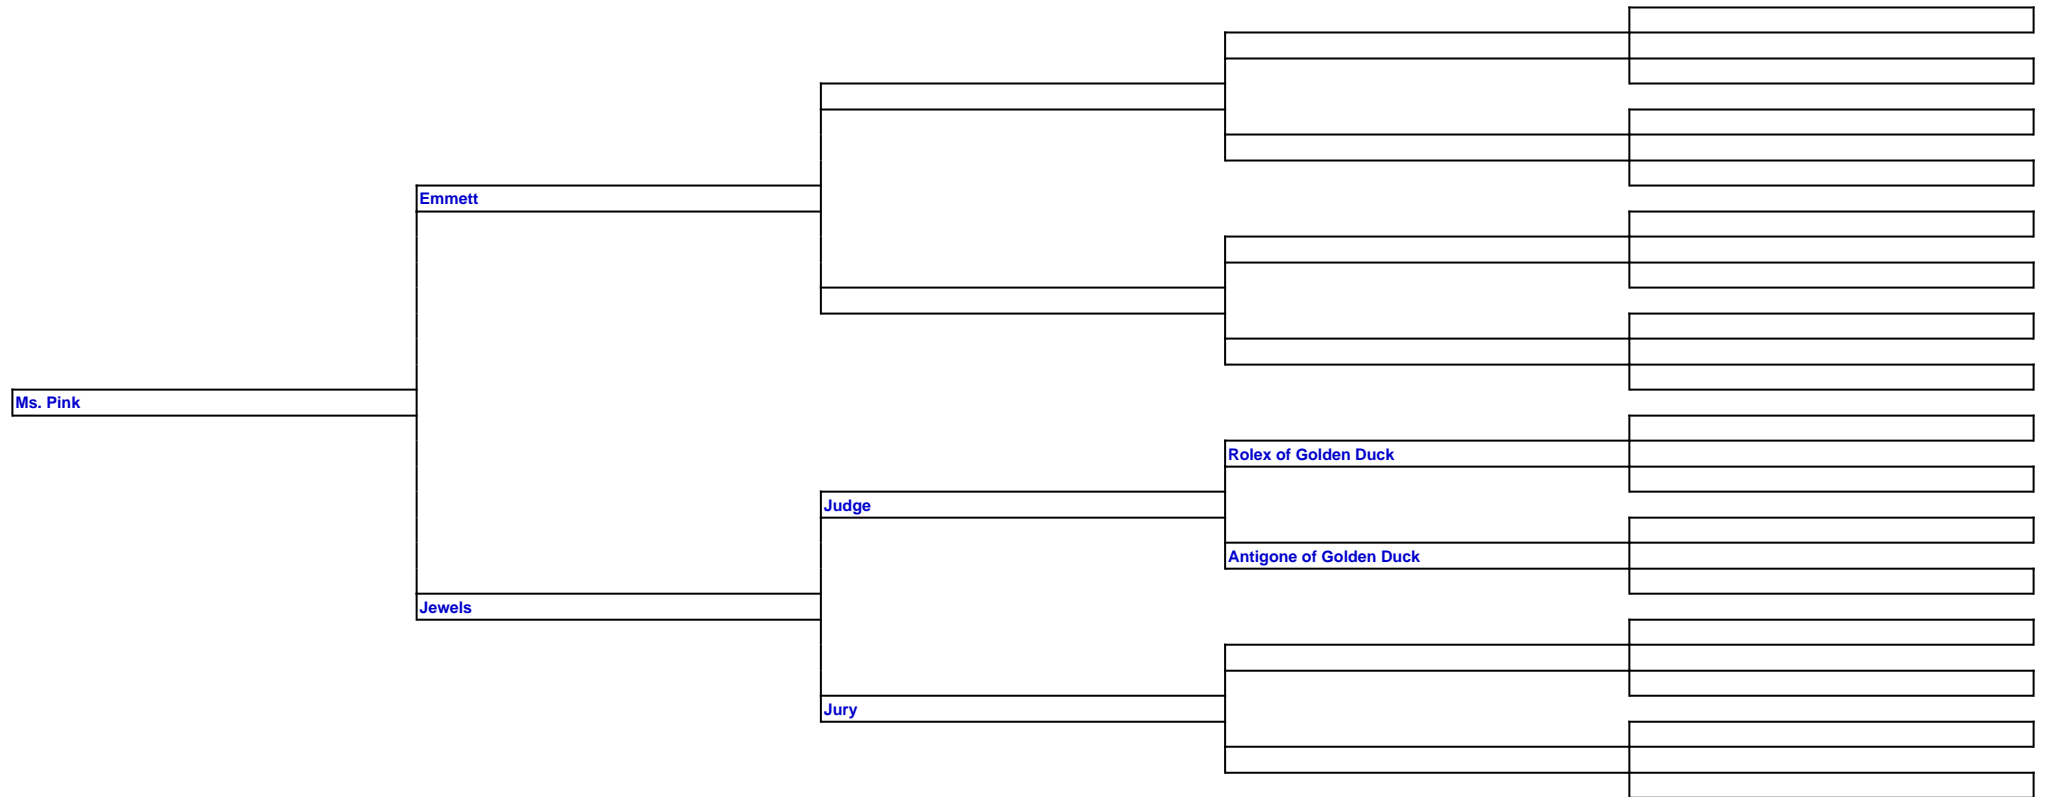 Emmett
Ms. Pink
Rolex of Golden Duck
Judge
Antigone of Golden Duck
Jewels
Jury